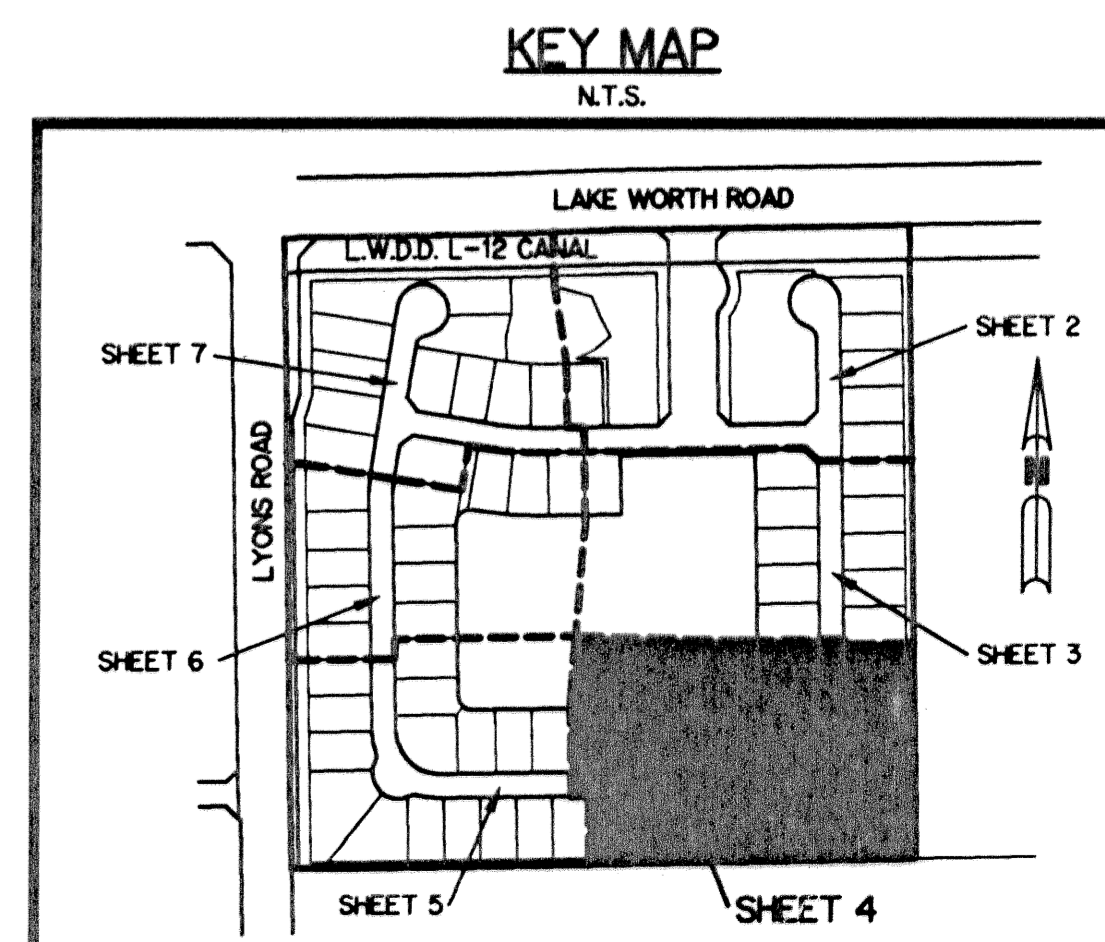 KEY MAP
N.T.S.
LAKE WORTH ROAD
L.W.D.D. L-12 CANAL
SHEET 2
SHEET 7
LYONS ROAD
N
SHEET 6
SHEET 3
SHEET 5
SHEET 4